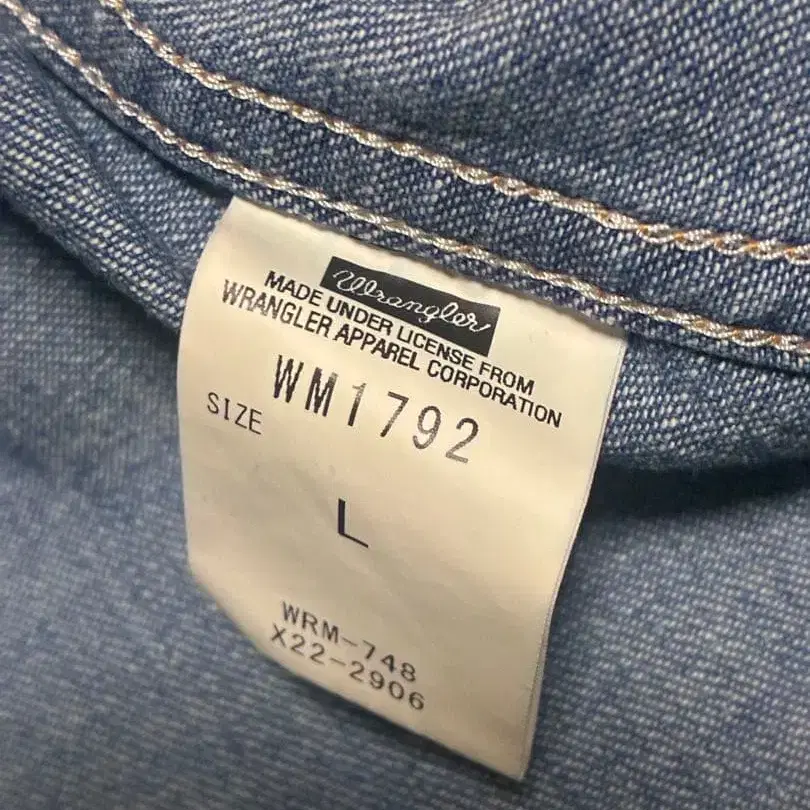 Wrangler
MADE UNDER LICENSE FROM
WRANGLER APPAREL CORPORATION
WM1792
SIZE
L
WRM-748
X22-2906